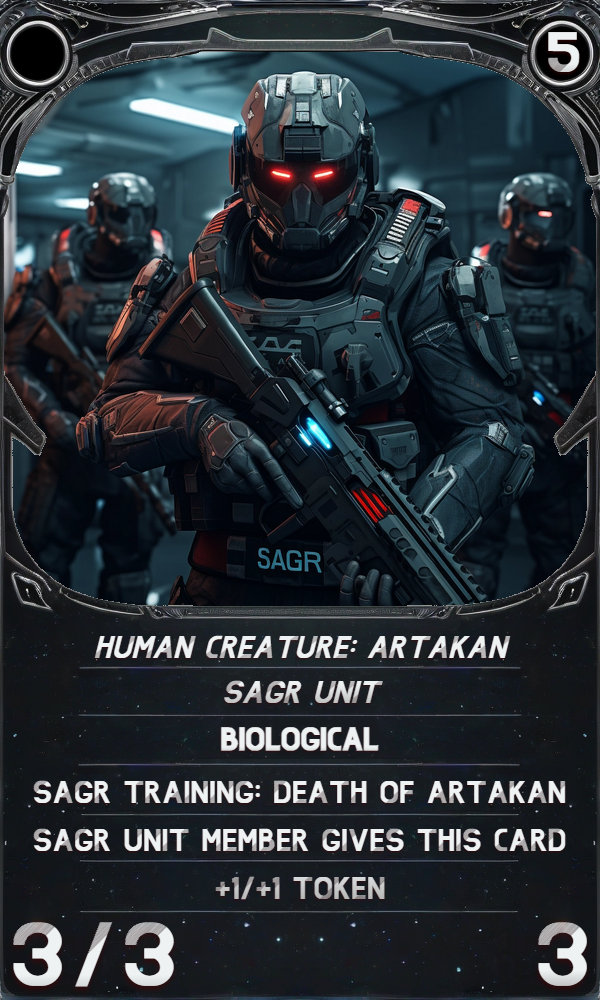 5
SAGR
HUMAN CREATURE: ARTAKAN
SAGR UNIT
BIOLOGICAL
SAGR TRAINING: DEATH OF ARTAKAN
SAGR UNIT MEMBER GIVES THIS CARD
+1/+1 TOKEN
3/3
3